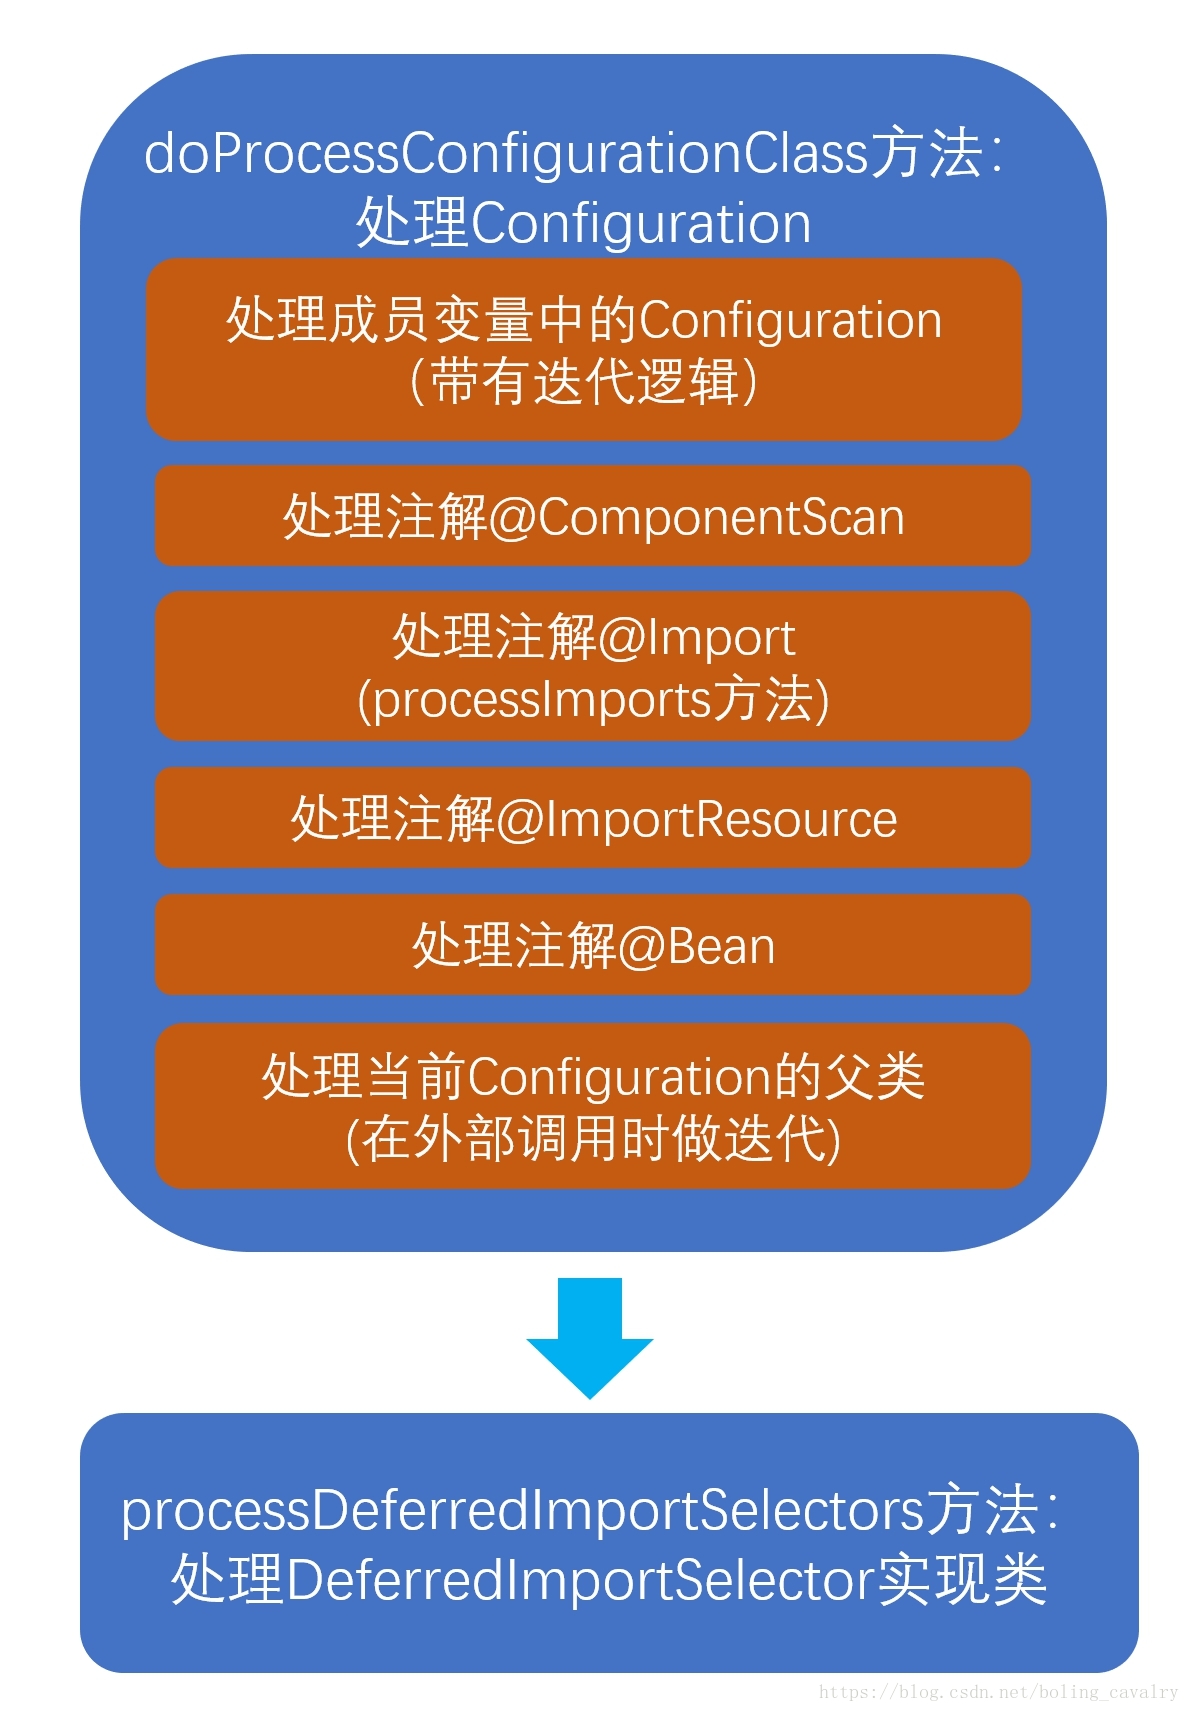 doProcessConfigurationClass方法：
处理Configuration
处理成员变量中的Configuration
（带有迭代逻辑）
处理注解@ComponentScan
处理注解@Import
(processImports方法)
处理注解@ImportResource
处理注解@Bean
处理当前Configuration的父类
(在外部调用时做迭代)
processDeferredImportSelectors方法：
处理DeferredImportSelector实现类
https://blog.csdn.net/boling_cavalry